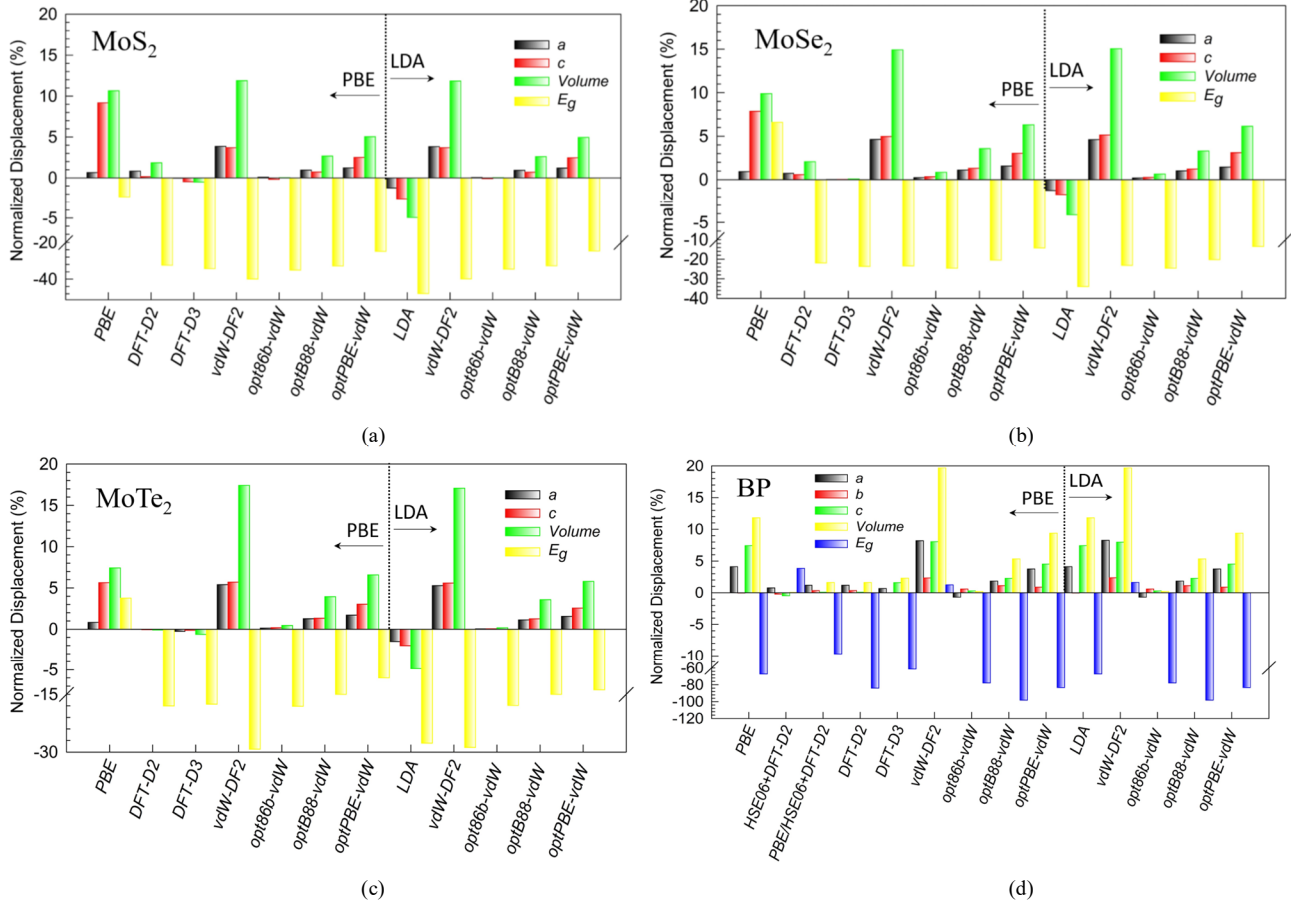 MoS2
Normalized Displacement (%)
20
15
10
5
0
-5
-20
-40
PBE
LDA
a
c
Volume
Eg
PBE
DFT-D2
DFT-D3
vdW-DF2
opt86b-vdW
optB88-vdW
optPBE-vdW
LDA
vdW-DF2
opt86b-vdW
optB88-vdW
optPBE-vdW
(a)
MoSe2
Normalized Displacement (%)
20
15
10
5
0
-5
-10
-20
-30
-40
PBE
LDA
a
c
Volume
Eg
PBE
DFT-D2
DFT-D3
vdW-DF2
opt86b-vdW
optB88-vdW
optPBE-vdW
LDA
vdW-DF2
opt86b-vdW
optB88-vdW
optPBE-vdW
(b)
MoTe2
Normalized Displacement (%)
20
15
10
5
0
-5
-15
-30
PBE
LDA
a
c
Volume
Eg
PBE
DFT-D2
DFT-D3
vdW-DF2
opt86b-vdW
optB88-vdW
optPBE-vdW
LDA
vdW-DF2
opt86b-vdW
optB88-vdW
optPBE-vdW
(c)
BP
Normalized Displacement (%)
20
15
10
5
0
-5
-10
-60
-80
-100
-120
a
b
c
Volume
Eg
PBE
LDA
PBE
HSE06+DFT-D2
PBE/HSE06+DFT-D2
DFT-D2
DFT-D3
vdW-DF2
opt86b-vdW
optB88-vdW
optPBE-vdW
LDA
vdW-DF2
opt86b-vdW
optB88-vdW
optPBE-vdW
(d)